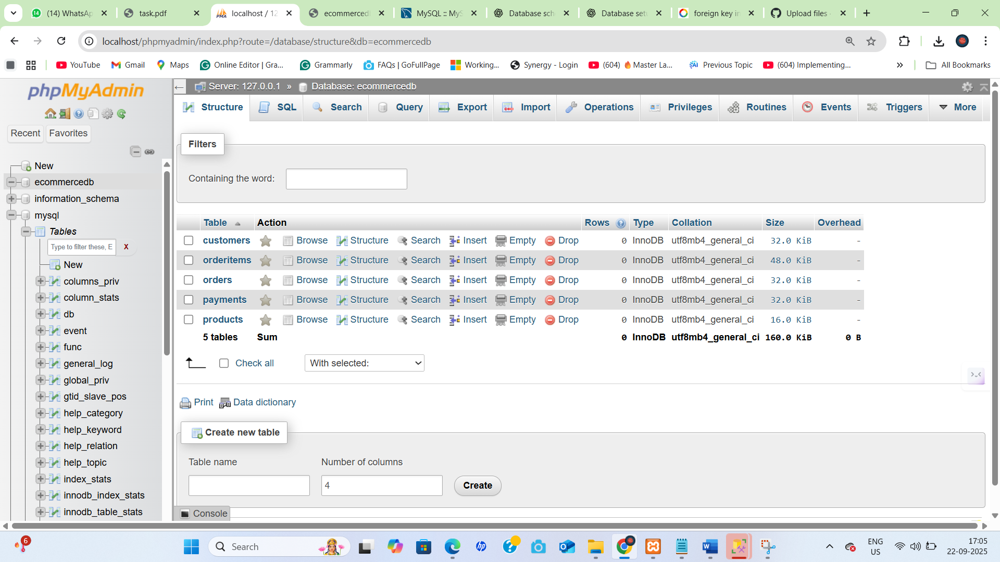 (14) WhatsAp
task.pdf
localhost / 12
ecommercedb
MySQL :: MyS
Database sch
Database set
foreign key in
Upload files ·
localhost/phpmyadmin/index.php?route=/database/structure&db=ecommercedb
YouTube
Gmail
Maps
Online Editor | Gra...
Grammarly
FAQs | GoFullPage
Working...
Synergy - Login
(604) 🔥Master La...
Previous Topic
(604) Implementing...
»
All Bookmarks
phpMyAdmin
Recent
Favorites
New
ecommercedb
information_schema
mysql
Tables
Type to filter these, E
X
New
columns_priv
column_stats
db
event
func
general_log
global_priv
gtid_slave_pos
help_category
help_keyword
help_relation
help_topic
index_stats
innodb_index_stats
innodb_table_stats
Server: 127.0.0.1 » Database: ecommercedb
Structure
SQL
Search
Query
Export
Import
Operations
Privileges
Routines
Events
Triggers
More
Filters
Containing the word:
Table Action Rows Type Collation Size Overhead
customers Browse Structure Search Insert Empty Drop 0 InnoDB utf8mb4_general_ci 32.0 KiB -
orderitems Browse Structure Search Insert Empty Drop 0 InnoDB utf8mb4_general_ci 48.0 KiB -
orders Browse Structure Search Insert Empty Drop 0 InnoDB utf8mb4_general_ci 32.0 KiB -
payments Browse Structure Search Insert Empty Drop 0 InnoDB utf8mb4_general_ci 32.0 KiB -
products Browse Structure Search Insert Empty Drop 0 InnoDB utf8mb4_general_ci 16.0 KiB -
5 tables Sum 0 InnoDB utf8mb4_general_ci 160.0 KiB 0 B
Check all
With selected:
Print
Data dictionary
Create new table
Table name
Number of columns
4
Create
Console
6
Search
ENG
US
17:05
22-09-2025